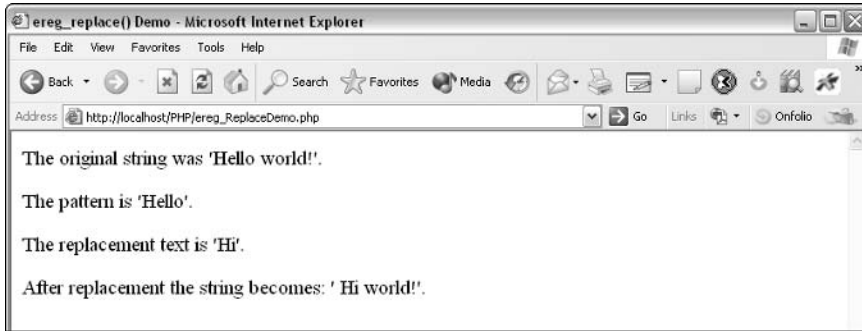 ereg_replace() Demo - Microsoft Internet Explorer
File Edit View Favorites Tools Help
Back Search Favorites Media
Address http://localhost/PHP/ereg_ReplaceDemo.php Go Links Onfolio
The original string was 'Hello world!'.
The pattern is 'Hello'.
The replacement text is 'Hi'.
After replacement the string becomes: ' Hi world!'.